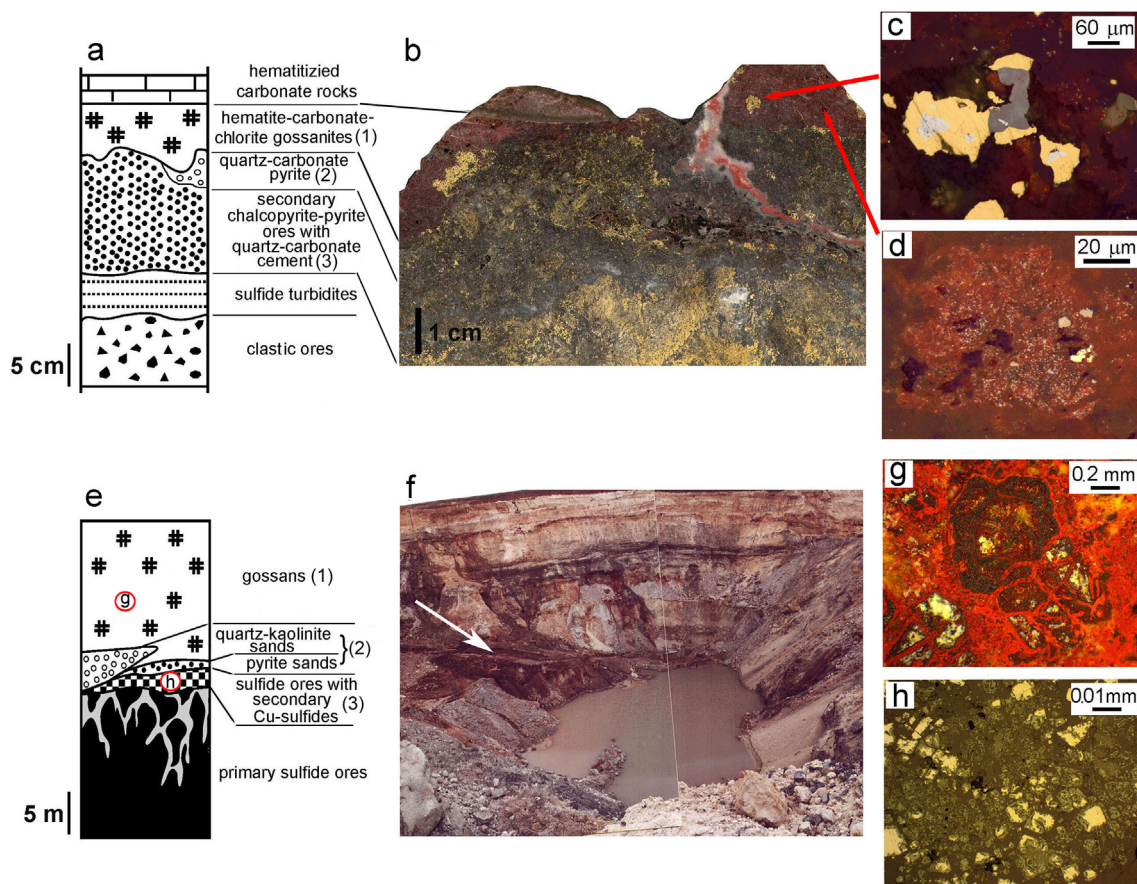 a
hematitizied
carbonate rocks
hematite-carbonate-
chlorite gossanites (1)
quartz-carbonate
pyrite (2)
secondary
chalcopyrite-pyrite
ores with
quartz-carbonate
cement (3)
sulfide turbidites
clastic ores
5 cm
b
1 cm
c
60 μm
d
20 μm
e
g
h
gossans (1)
quartz-kaolinite
sands
pyrite sands
(2)
sulfide ores with
secondary (3)
Cu-sulfides
primary sulfide ores
5 m
f
g
0.2 mm
h
0.01mm